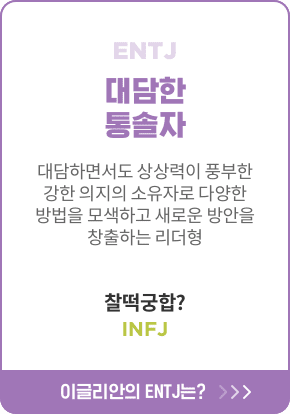 ENTJ
대담한
통솔자
대담하면서도 상상력이 풍부한
강한 의지의 소유자로 다양한
방법을 모색하고 새로운 방안을
창출하는 리더형
찰떡궁합?
INFJ
이글리안의 ENTJ는? >>>